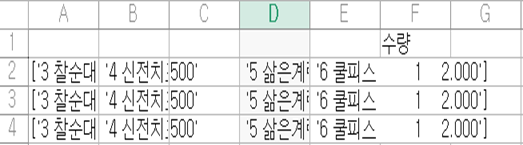 A B C D E F G
1 수량
2 ['3 찰순대 '4 신전치 500' '5 삶은계 '6 쿨피스 1 2.000']
3 ['3 찰순대 '4 신전치 500' '5 삶은계 '6 쿨피스 1 2.000']
4 ['3 찰순대 '4 신전치 500' '5 삶은계 '6 쿨피스 1 2.000']